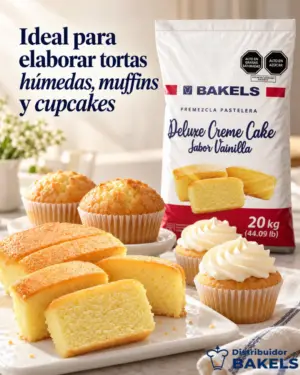 Ideal para
elaborar tortas
húmedas, muffins
y cupcakes
BAKELS
PREMEZCLA PASTELERA
Deluxe Creme Cake
Sabor Vainilla
20 kg
(44.09 lb)
Distribuidor
BAKELS